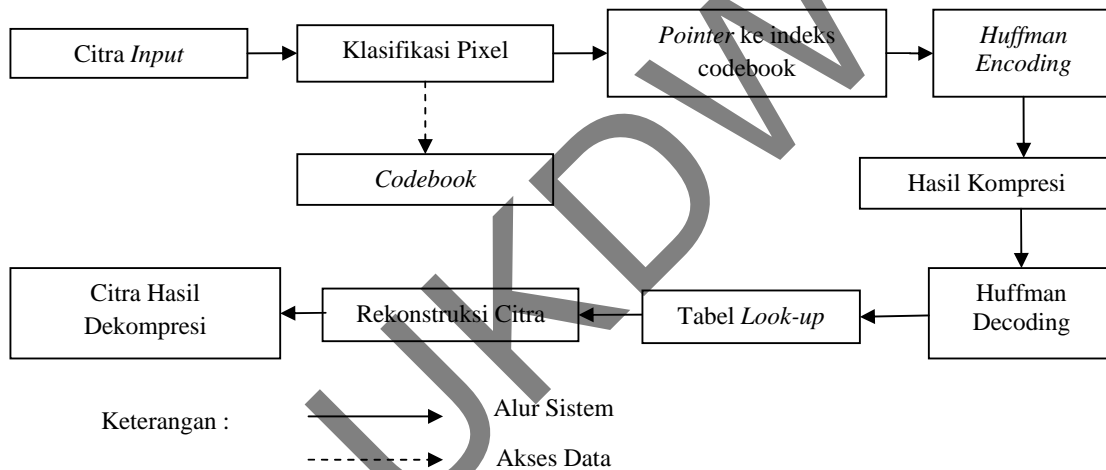 Citra Input
Klasifikasi Pixel
Pointer ke indeks
codebook
Huffman
Encoding
Codebook
Hasil Kompresi
Citra Hasil
Dekompresi
Rekonstruksi Citra
Tabel Look-up
Huffman
Decoding
Keterangan :
Alur Sistem
Akses Data
UKDW